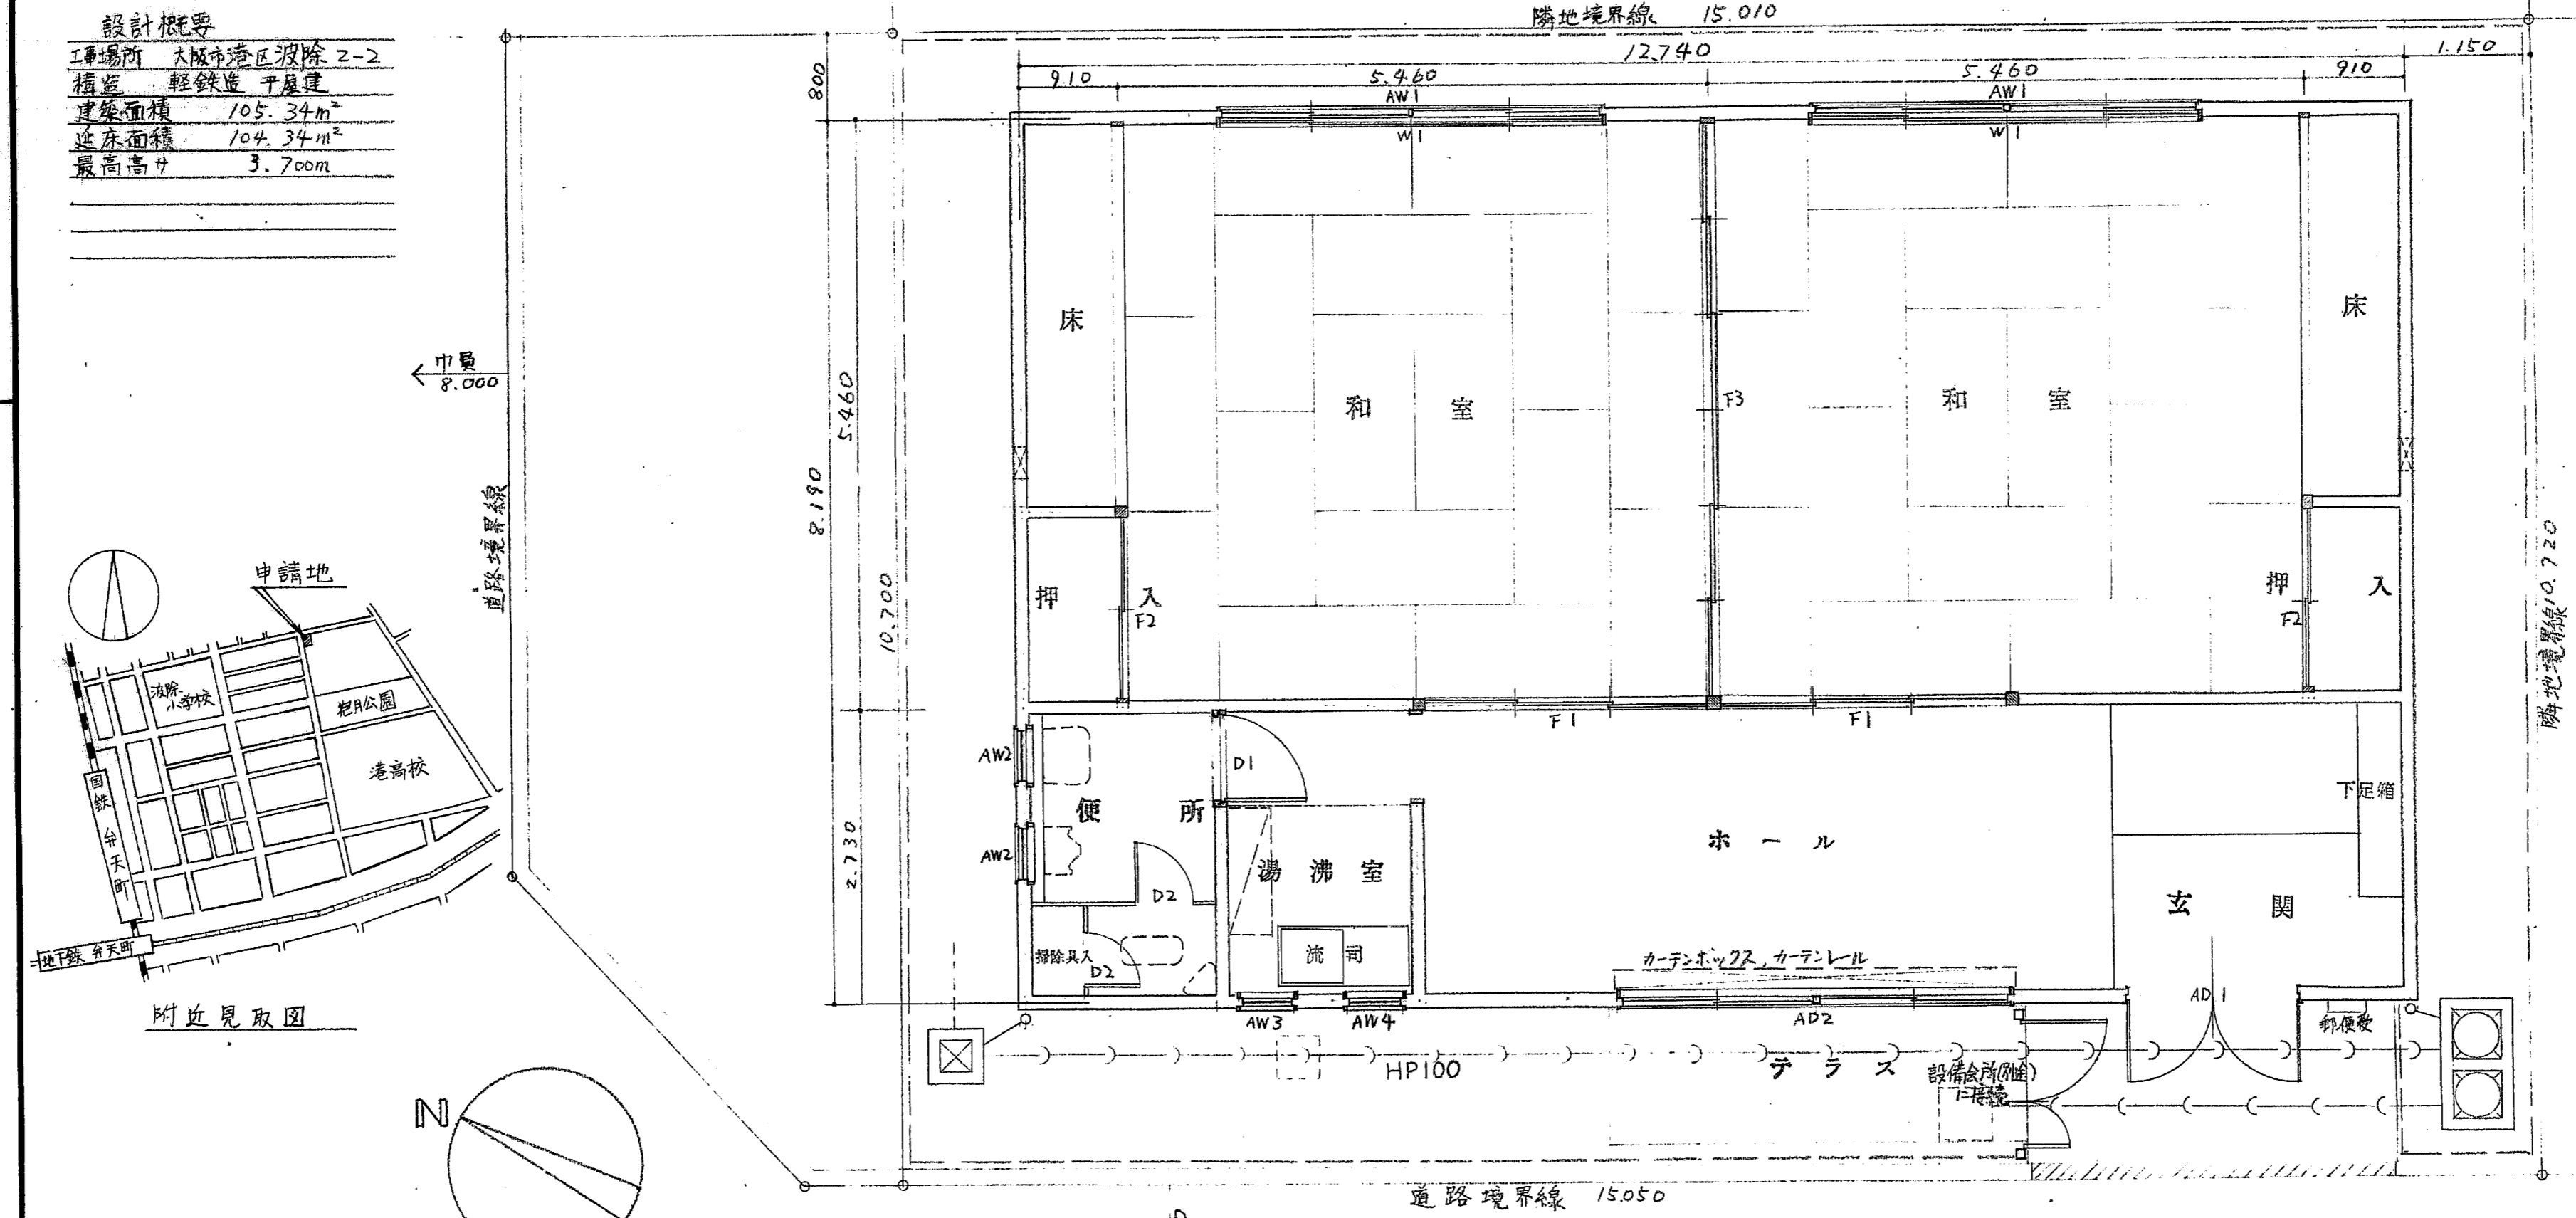 設計概要
工事場所 大阪市港区波除 2-2
構造 軽鉄造 平屋建
建築面積 105.34m²
延床面積 104.34m²
最高高サ 3.700m
隣地境界線 15.010
12.740
1.150
910
5.460
5.460
910
800
AW1
W1
AW1
W1
床
床
巾員
8.000
5.460
8.190
10.700
2.730
道路境界線
和室
F3
和室
隣地境界線10.720
押入
F2
押入
F2
申請地
波除
小学校
港高校
国鉄 弁天町
地下鉄 弁天町
附近見取図
F1
F1
AW2
AW2
D1
便所
D2
D2
掃除具入
湯沸室
流司
ホール
下足箱
玄関
カーテンボックス,カーテンレール
AW3
AW4
AD2
AD1
郵便受
HP100
テラス
設備会所(別途)
に接続
N
道路境界線 15.050